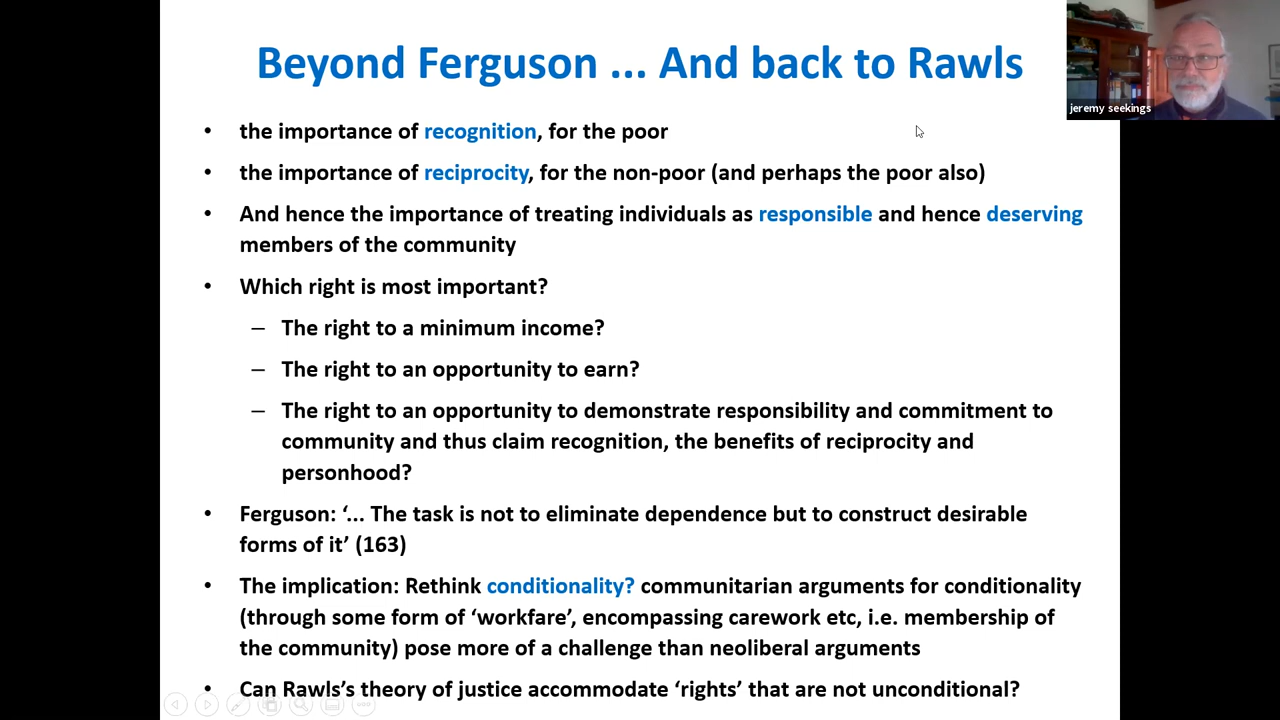 Beyond Ferguson ... And back to Rawls
jeremy seekings
• the importance of recognition, for the poor
• the importance of reciprocity, for the non-poor (and perhaps the poor also)
• And hence the importance of treating individuals as responsible and hence deserving
members of the community
• Which right is most important?
– The right to a minimum income?
– The right to an opportunity to earn?
– The right to an opportunity to demonstrate responsibility and commitment to
community and thus claim recognition, the benefits of reciprocity and
personhood?
• Ferguson: ‘... The task is not to eliminate dependence but to construct desirable
forms of it’ (163)
• The implication: Rethink conditionality? communitarian arguments for conditionality
(through some form of ‘workfare’, encompassing carework etc, i.e. membership of
the community) pose more of a challenge than neoliberal arguments
• Can Rawls’s theory of justice accommodate ‘rights’ that are not unconditional?